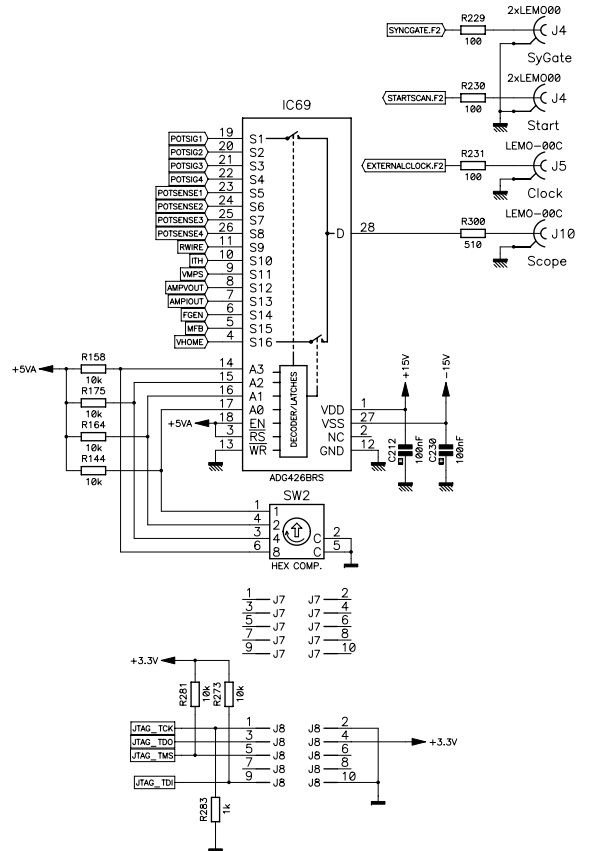 2xLEMO00
R229
SYNCGATE.F2
100
J4
SyGate
2xLEMO00
R230
STARTSCAN.F2
100
J4
Start
LEMO-00C
R231
EXTERNALCLOCK.F2
100
J5
Clock
LEMO-00C
R300
510
J10
Scope
IC69
POTSIG1 19 S1
POTSIG2 20 S2
POTSIG3 21 S3
POTSIG4 22 S4
POTSENSE1 23 S5
POTSENSE2 24 S6
POTSENSE3 25 S7
POTSENSE4 26 S8 D 28
RWIRE 11 S9
ITH 10 S10
VMPS 9 S11
AMPVOUT 8 S12
AMPIOUT 7 S13
FGEN 6 S14
MFB 5 S15
VHOME 4 S16
+5VA
R158
10k
R175
10k
R164
10k
R144
10k
14 A3
15 A2
16 A1
17 A0
+5VA 18 EN
3 RS
13 WR
DECODER/LATCHES
VDD 1
VSS 27
NC 2
GND 12
+15V
-15V
C212
100nF
C230
100nF
ADG426BRS
SW2
1 1
4 2
3 4 C 2
6 8 C 5
HEX COMP.
1 J7 J7 2
3 J7 J7 4
5 J7 J7 6
7 J7 J7 8
9 J7 J7 10
+3.3V
R281
10k
R273
10k
JTAG_TCK 1 J8 J8 2
JTAG_TDO 3 J8 J8 4 +3.3V
JTAG_TMS 5 J8 J8 6
7 J8 J8 8
JTAG_TDI 9 J8 J8 10
R283
1k